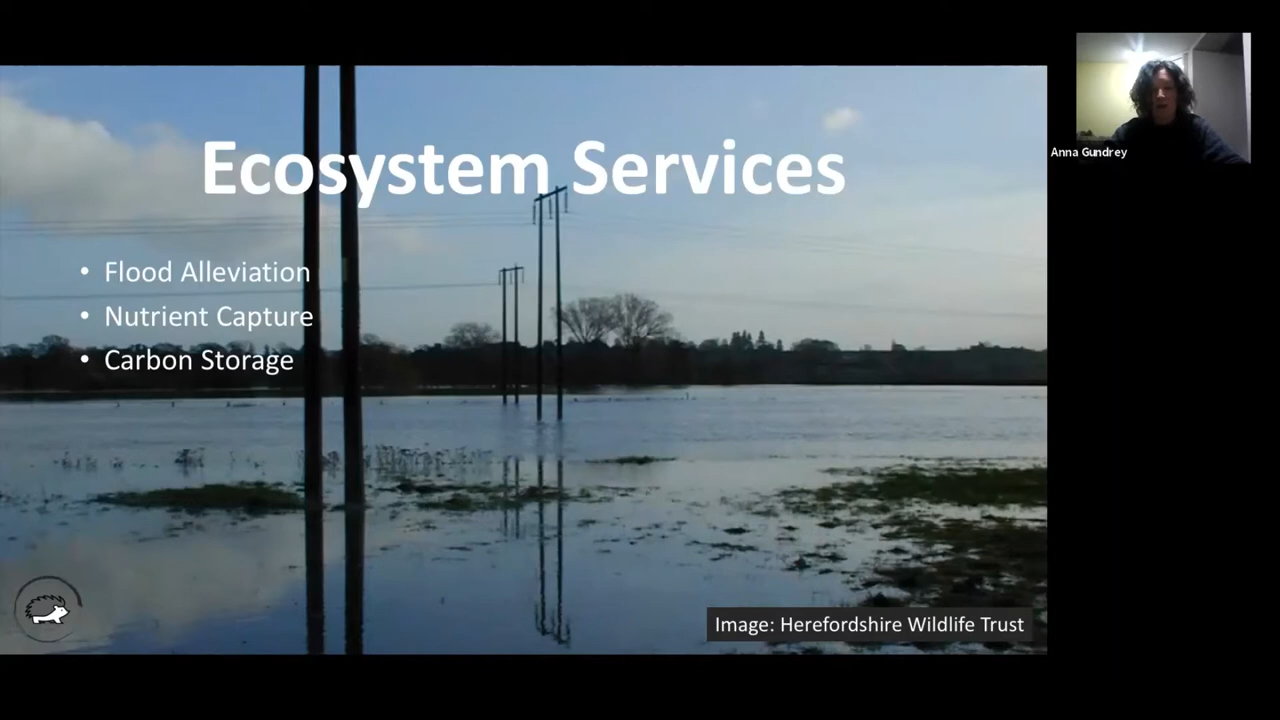 Ecosystem Services
• Flood Alleviation
• Nutrient Capture
• Carbon Storage
Image: Herefordshire Wildlife Trust
Anna Gundrey